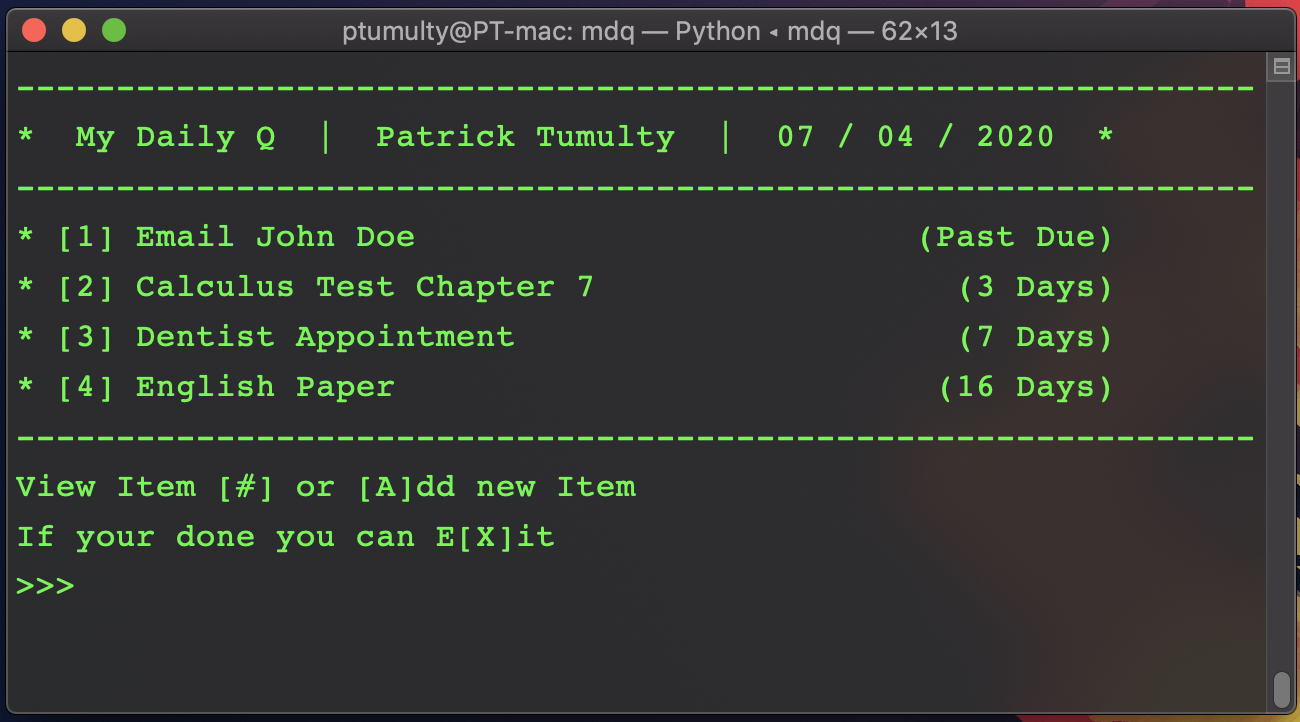 ptumulty@PT-mac: mdq — Python ◂ mdq — 62×13
--------------------------------------------------------------
*  My Daily Q  |  Patrick Tumulty  |  07 / 04 / 2020  *
--------------------------------------------------------------
* [1] Email John Doe                         (Past Due)
* [2] Calculus Test Chapter 7                  (3 Days)
* [3] Dentist Appointment                      (7 Days)
* [4] English Paper                           (16 Days)
--------------------------------------------------------------
View Item [#] or [A]dd new Item
If your done you can E[X]it
>>>